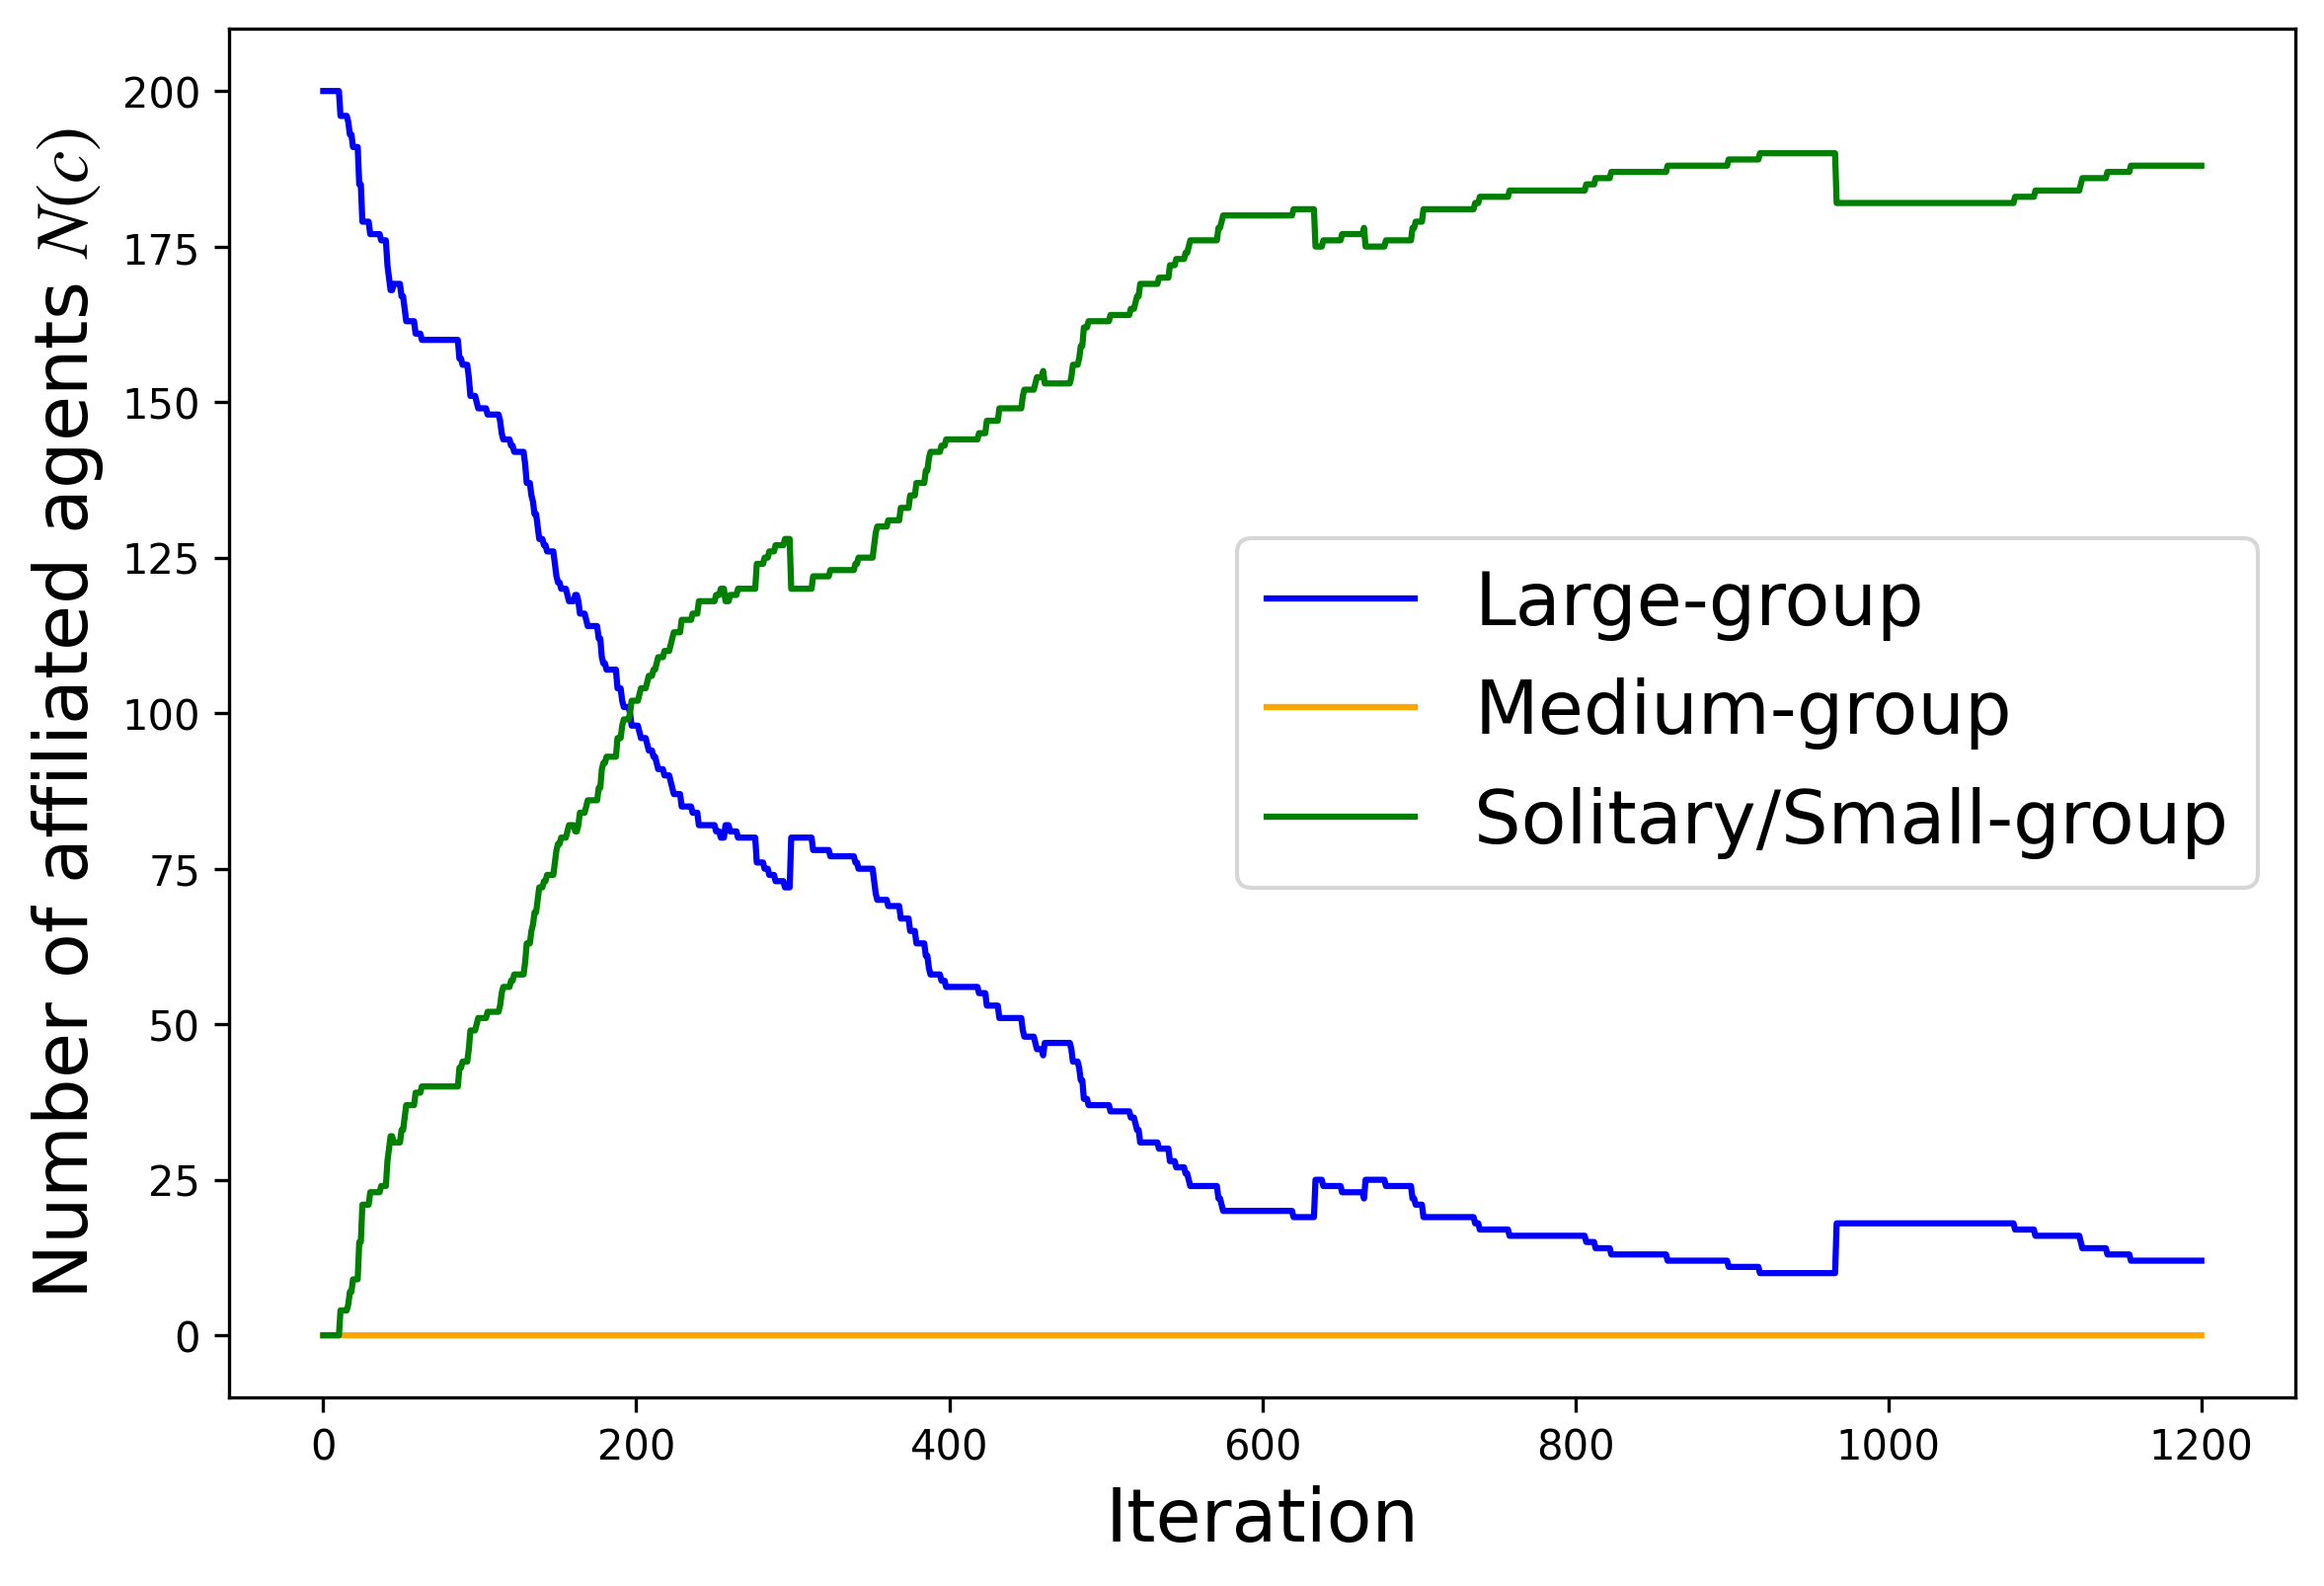 Number of affiliated agents N(c)
200
175
150
125
100
75
50
25
0
Large-group
Medium-group
Solitary/Small-group
0 200 400 600 800 1000 1200
Iteration